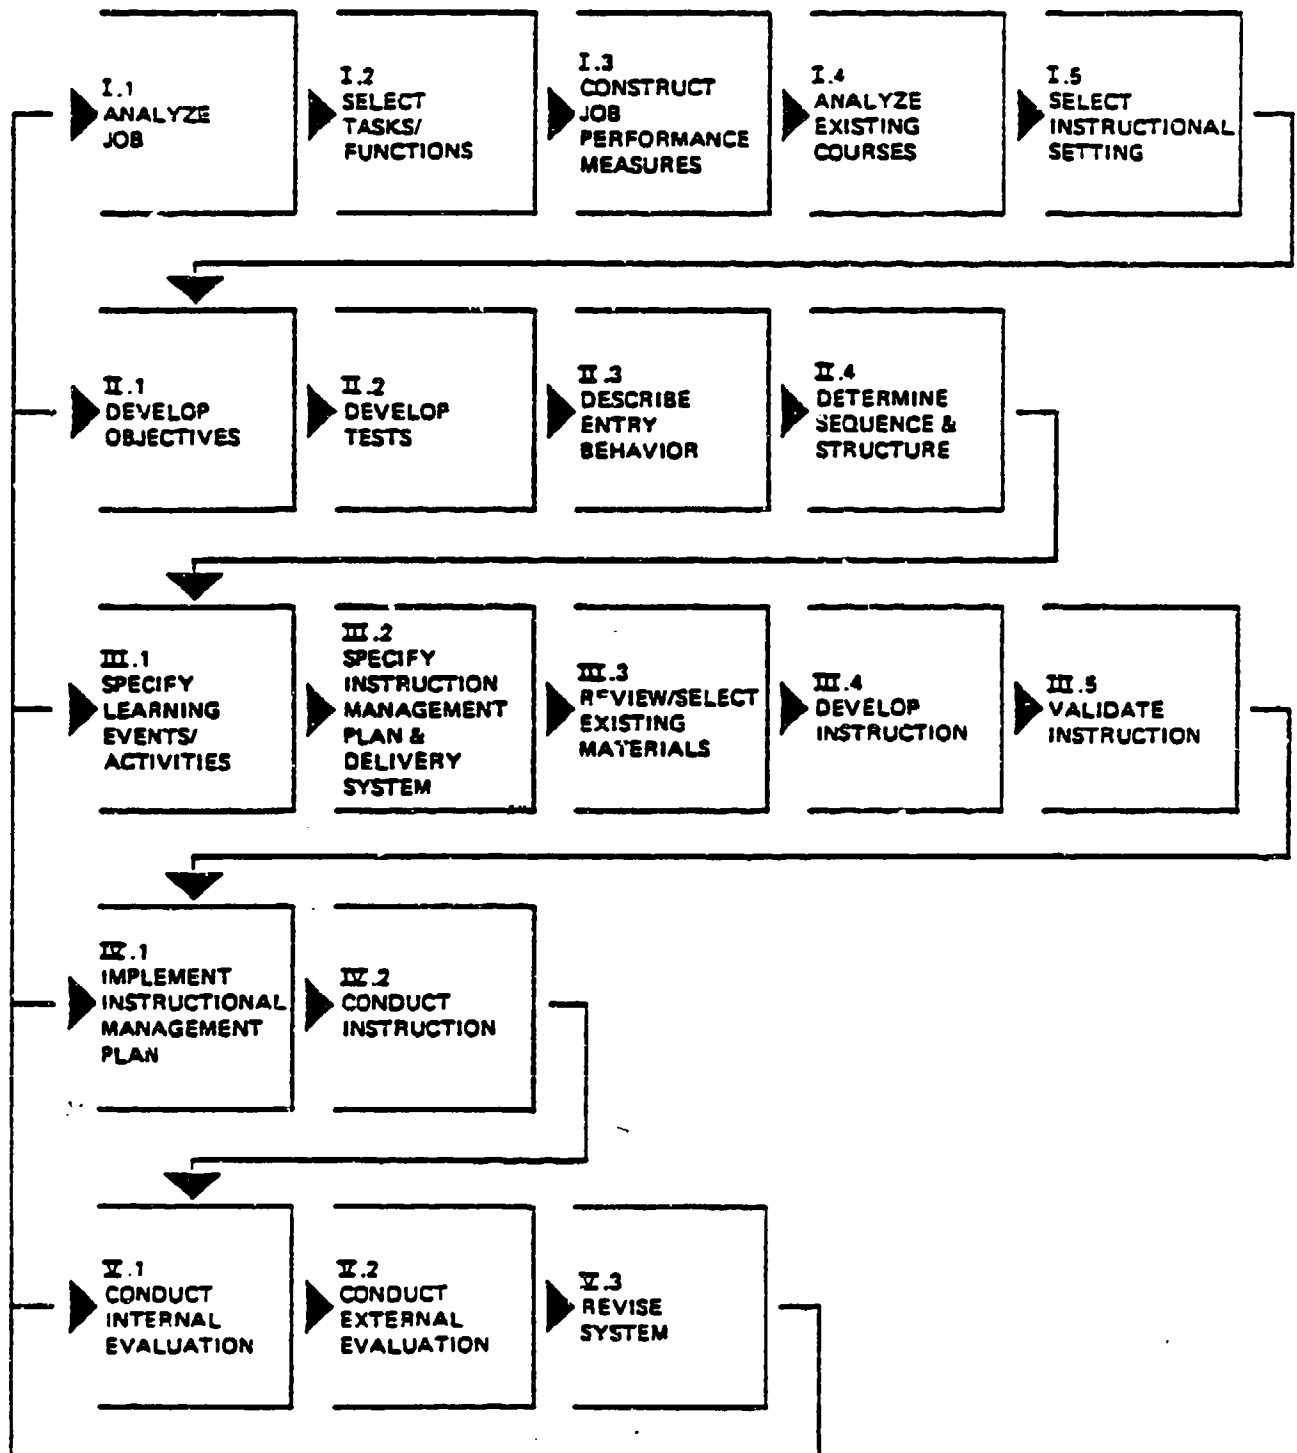 I.1
ANALYZE
JOB
I.2
SELECT
TASKS/
FUNCTIONS
I.3
CONSTRUCT
JOB
PERFORMANCE
MEASURES
I.4
ANALYZE
EXISTING
COURSES
I.5
SELECT
INSTRUCTIONAL
SETTING
II.1
DEVELOP
OBJECTIVES
II.2
DEVELOP
TESTS
II.3
DESCRIBE
ENTRY
BEHAVIOR
II.4
DETERMINE
SEQUENCE &
STRUCTURE
III.1
SPECIFY
LEARNING
EVENTS/
ACTIVITIES
III.2
SPECIFY
INSTRUCTION
MANAGEMENT
PLAN &
DELIVERY
SYSTEM
III.3
REVIEW/SELECT
EXISTING
MATERIALS
III.4
DEVELOP
INSTRUCTION
III.5
VALIDATE
INSTRUCTION
IV.1
IMPLEMENT
INSTRUCTIONAL
MANAGEMENT
PLAN
IV.2
CONDUCT
INSTRUCTION
V.1
CONDUCT
INTERNAL
EVALUATION
V.2
CONDUCT
EXTERNAL
EVALUATION
V.3
REVISE
SYSTEM